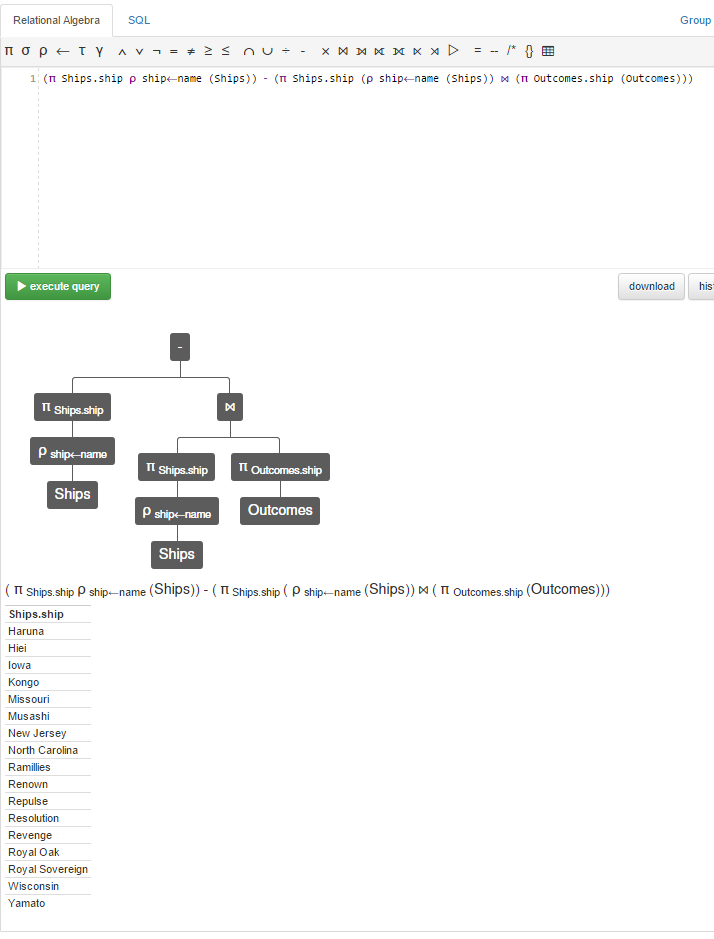 Relational Algebra SQL Group
π σ ρ ← τ γ ∧ ∨ ¬ = ≠ ≥ ≤ ∩ ∪ ÷ - × ⋈ ⟕ ⟖ ⟗ ⋉ ⋊ ▷ = -- /* {}
1 (π Ships.ship ρ ship←name (Ships)) - (π Ships.ship (ρ ship←name (Ships)) ⋈ (π Outcomes.ship (Outcomes)))
execute query download his
-
π Ships.ship ⋈
ρ ship←name π Ships.ship π Outcomes.ship
Ships ρ ship←name Outcomes
Ships
( π Ships.ship ρ ship←name (Ships)) - ( π Ships.ship ( ρ ship←name (Ships)) ⋈ ( π Outcomes.ship (Outcomes)))
Ships.ship
Haruna
Hiei
Iowa
Kongo
Missouri
Musashi
New Jersey
North Carolina
Ramillies
Renown
Repulse
Resolution
Revenge
Royal Oak
Royal Sovereign
Wisconsin
Yamato